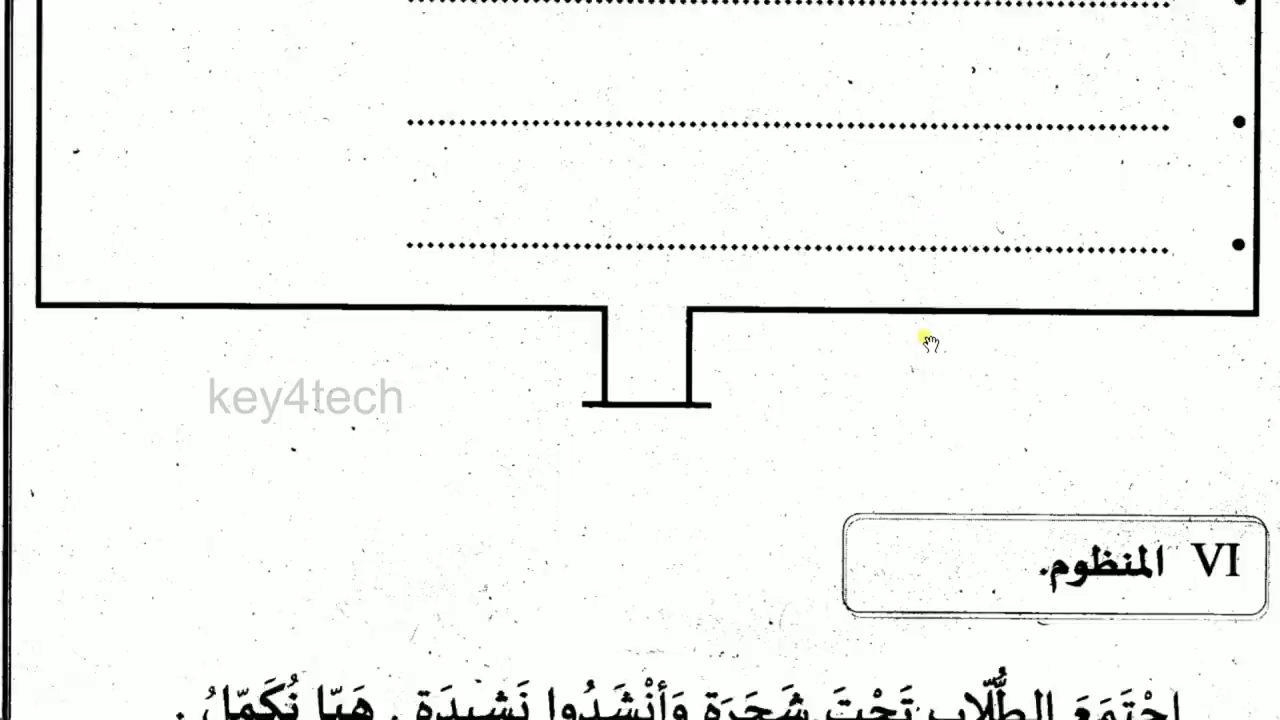 key4tech
VI المنظوم.
اِجْتَمَعَ الطُّلّابِ تَحْتَ شَجَرَةٍ وَأَنْشَدُوا نَشِيدَةٍ . هَيّا نُكَمِّلُ .